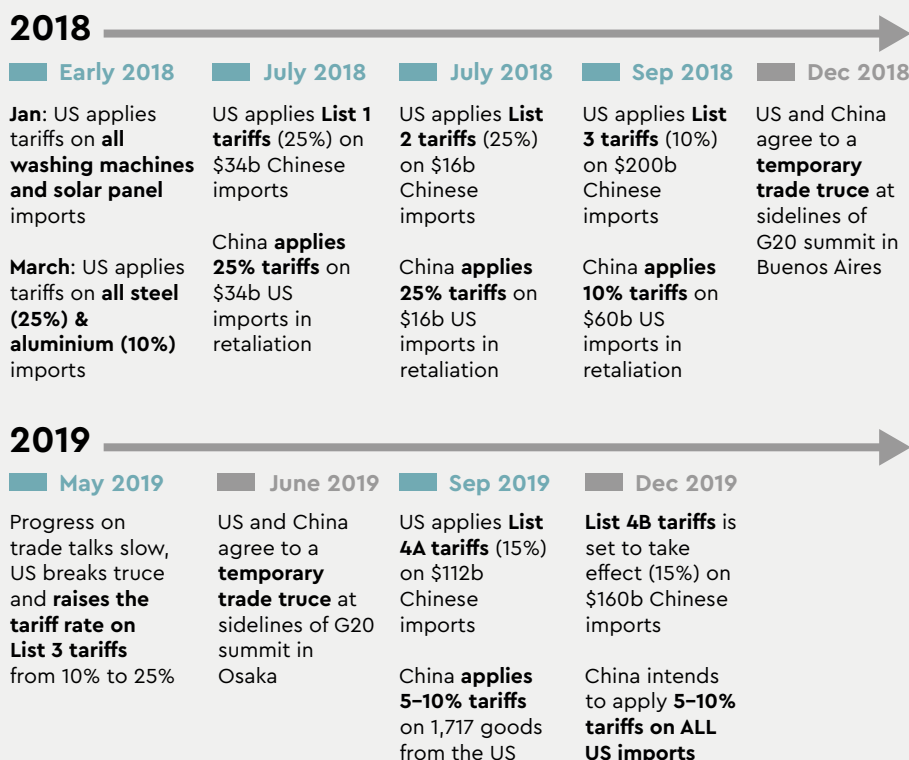 2018
Early 2018
Jan: US applies
tariffs on all
washing machines
and solar panel
imports
March: US applies
tariffs on all steel
(25%) &
aluminium (10%)
imports
July 2018
US applies List 1
tariffs (25%) on
$34b Chinese
imports
China applies
25% tariffs on
$34b US
imports in
retaliation
July 2018
US applies List
2 tariffs (25%)
on $16b
Chinese
imports
China applies
25% tariffs on
$16b US
imports in
retaliation
Sep 2018
US applies List
3 tariffs (10%)
on $200b
Chinese
imports
China applies
10% tariffs on
$60b US
imports in
retaliation
Dec 2018
US and China
agree to a
temporary
trade truce at
sidelines of
G20 summit in
Buenos Aires
2019
May 2019
Progress on
trade talks slow,
US breaks truce
and raises the
tariff rate on
List 3 tariffs
from 10% to 25%
June 2019
US and China
agree to a
temporary
trade truce at
sidelines of G20
summit in
Osaka
Sep 2019
US applies List
4A tariffs (15%)
on $112b
Chinese
imports
China applies
5–10% tariffs
on 1,717 goods
from the US
Dec 2019
List 4B tariffs is
set to take
effect (15%) on
$160b Chinese
imports
China intends
to apply 5–10%
tariffs on ALL
US imports